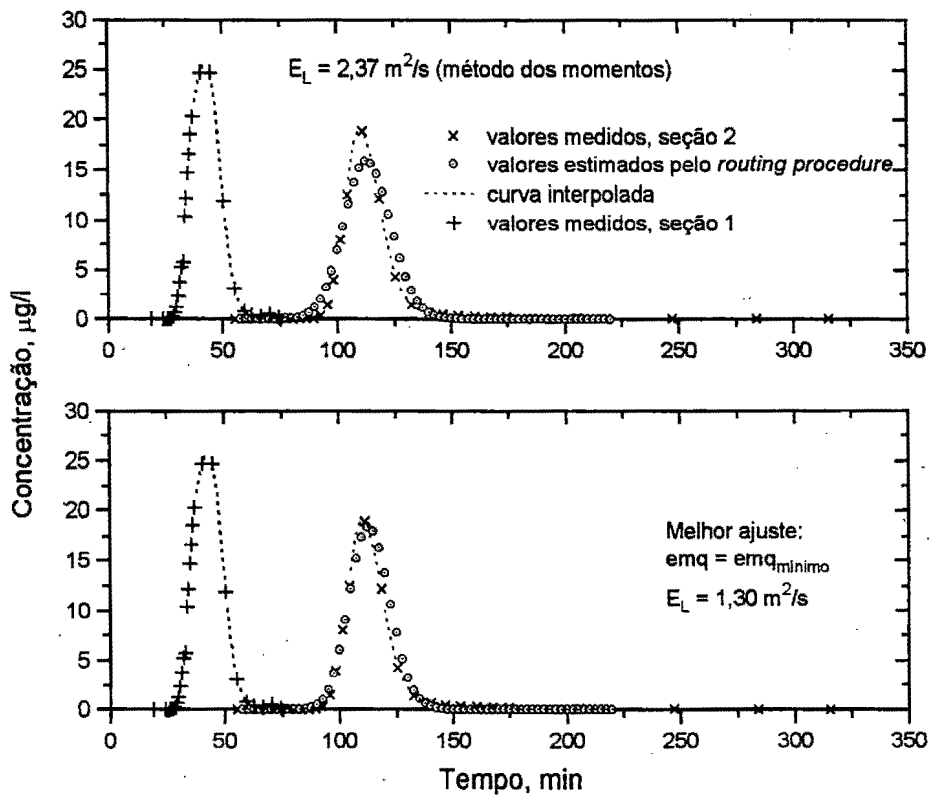 30
25
20
15
10
5
0
E_L = 2,37 m²/s (método dos momentos)
valores medidos, seção 2
valores estimados pelo routing procedure
curva interpolada
valores medidos, seção 1
0 50 100 150 200 250 300 350
Concentração, µg/l
30
25
20
15
10
5
0
Melhor ajuste:
emq = emq_mínimo
E_L = 1,30 m²/s
0 50 100 150 200 250 300 350
Tempo, min